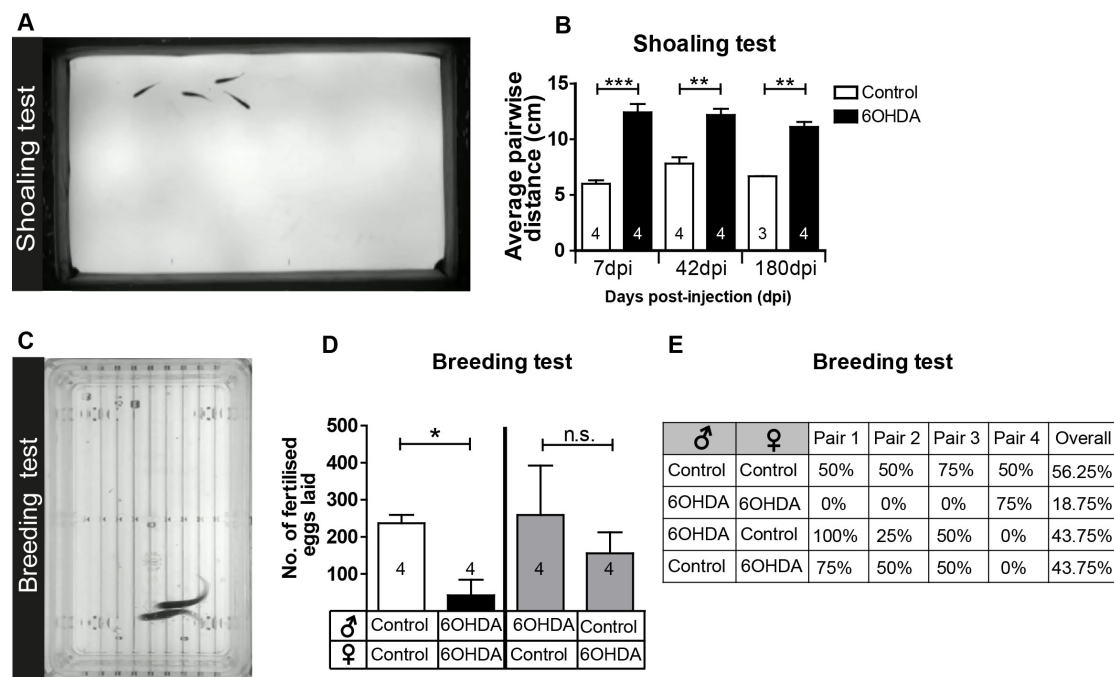 A
Shoaling test
B
Shoaling test
Average pairwise
distance (cm)
15
10
5
0
***
**
**
Control
6OHDA
4
4
4
4
3
4
7dpi
42dpi
180dpi
Days post-injection (dpi)
C
Breeding test
D
Breeding test
No. of fertilised
eggs laid
500
400
300
200
100
*
n.s.
4
4
4
4
♂ Control 6OHDA 6OHDA Control
♀ Control 6OHDA Control 6OHDA
E
Breeding test
♂ ♀ Pair 1 Pair 2 Pair 3 Pair 4 Overall
Control Control 50% 50% 75% 50% 56.25%
6OHDA 6OHDA 0% 0% 0% 75% 18.75%
6OHDA Control 100% 25% 50% 0% 43.75%
Control 6OHDA 75% 50% 50% 0% 43.75%